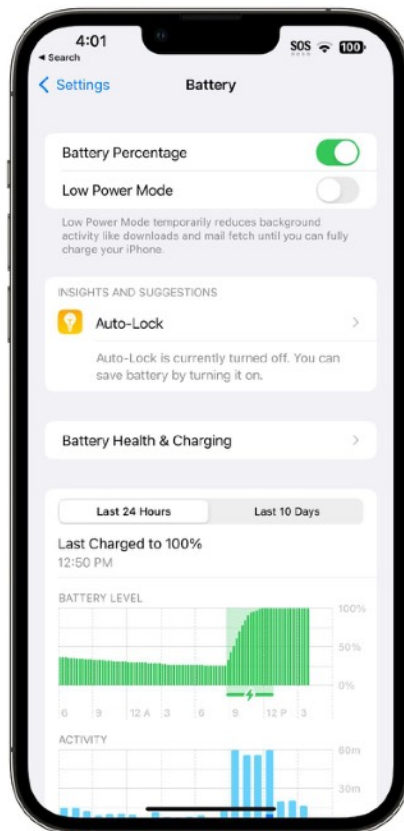 4:01
SOS
100
Search
Settings
Battery
Battery Percentage
Low Power Mode
Low Power Mode temporarily reduces background
activity like downloads and mail fetch until you can fully
charge your iPhone.
INSIGHTS AND SUGGESTIONS
Auto-Lock
Auto-Lock is currently turned off. You can
save battery by turning it on.
Battery Health & Charging
Last 24 Hours
Last 10 Days
Last Charged to 100%
12:50 PM
BATTERY LEVEL
100%
50%
0%
6 9 12 A 3 6 9 12 P 3
ACTIVITY
60m
30m